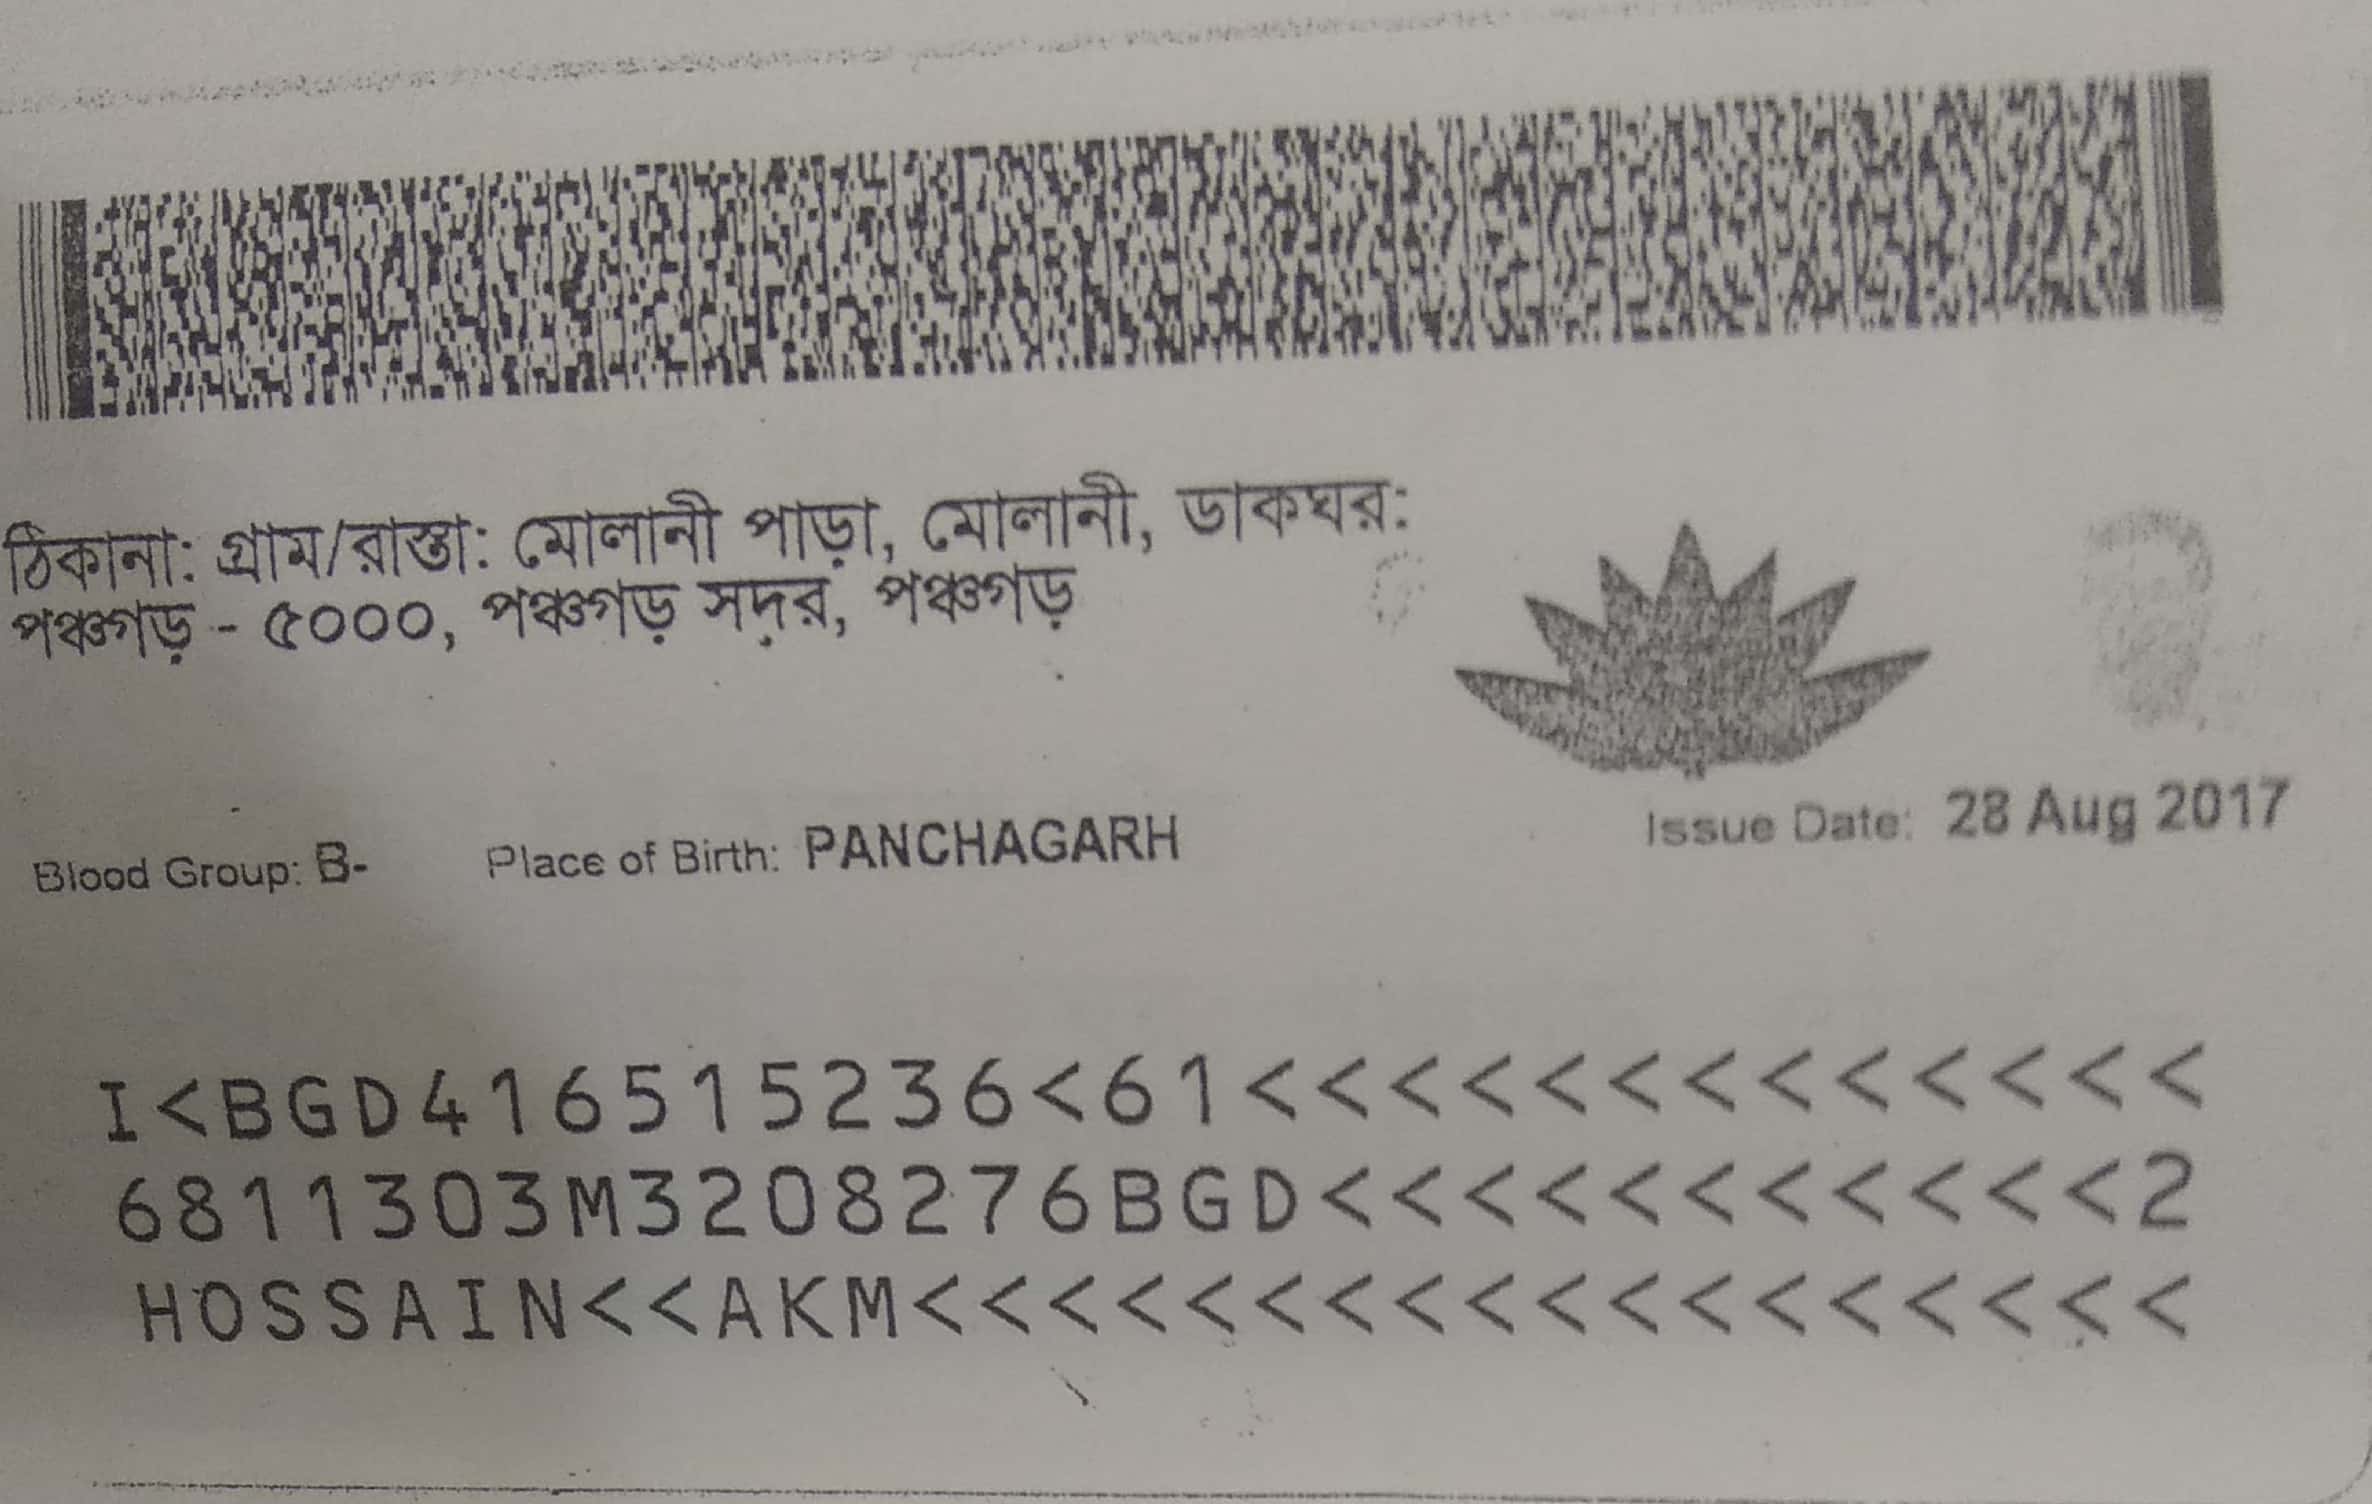 ঠিকানা: গ্রাম/রাস্তা: মোলানী পাড়া, মোলানী, ডাকঘর:
পঞ্চগড় - ৫০০০, পঞ্চগড় সদর, পঞ্চগড়
Blood Group: B- Place of Birth: PANCHAGARH Issue Date: 28 Aug 2017
I<BGD416515236<61<<<<<<<<<<<<<
6811303M3208276BGD<<<<<<<<<<<2
HOSSAIN<<AKM<<<<<<<<<<<<<<<<<<